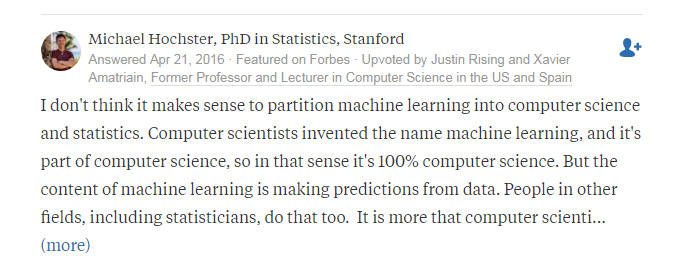 Michael Hochster, PhD in Statistics, Stanford
Answered Apr 21, 2016 · Featured on Forbes · Upvoted by Justin Rising and Xavier
Amatriain, Former Professor and Lecturer in Computer Science in the US and Spain
I don't think it makes sense to partition machine learning into computer science
and statistics. Computer scientists invented the name machine learning, and it's
part of computer science, so in that sense it's 100% computer science. But the
content of machine learning is making predictions from data. People in other
fields, including statisticians, do that too.  It is more that computer scienti...
(more)